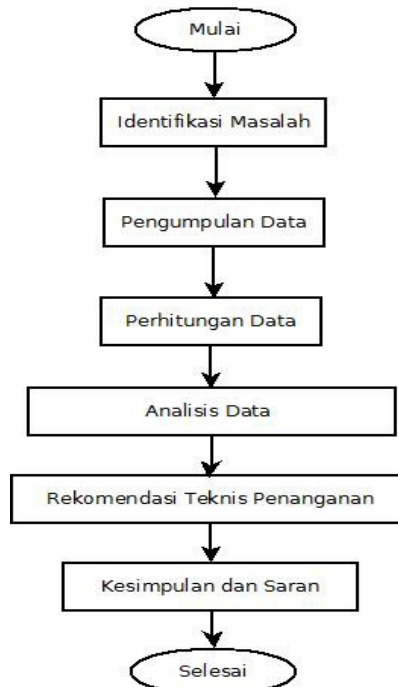 Mulai
Identifikasi Masalah
Pengumpulan Data
Perhitungan Data
Analisis Data
Rekomendasi Teknis Penanganan
Kesimpulan dan Saran
Selesai